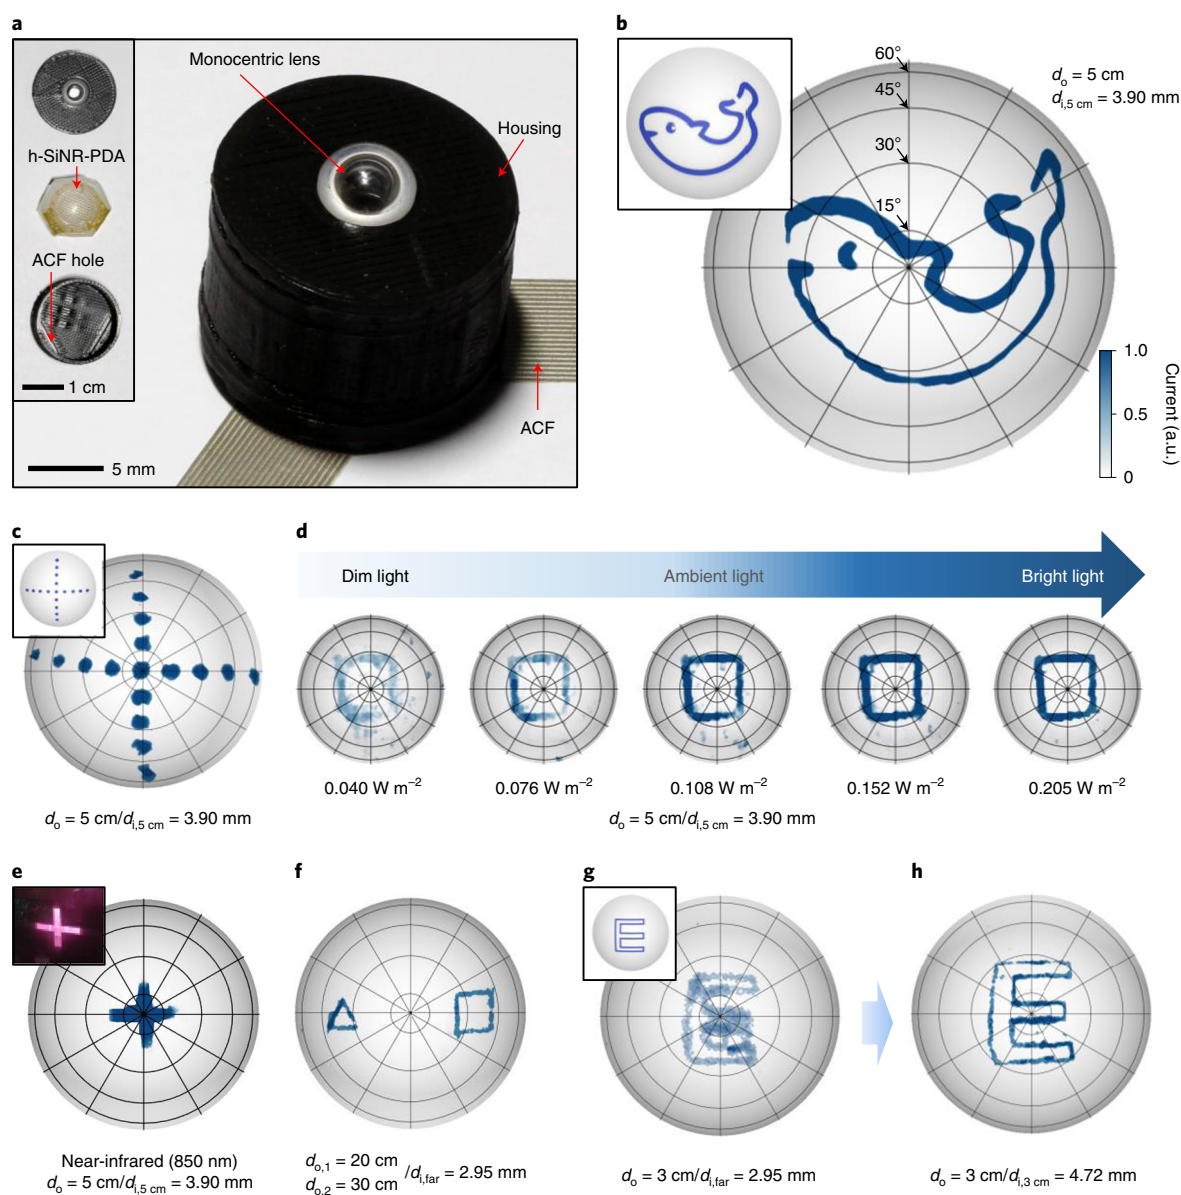 a
Monocentric lens
Housing
h-SiNR-PDA
ACF hole
1 cm
5 mm
ACF
b
60°
45°
30°
15°
dₒ = 5 cm
dᵢ,₅ cm = 3.90 mm
1.0
0.5
0
Current (a.u.)
c
dₒ = 5 cm/dᵢ,₅ cm = 3.90 mm
d
Dim light
Ambient light
Bright light
0.040 W m⁻²
0.076 W m⁻²
0.108 W m⁻²
0.152 W m⁻²
0.205 W m⁻²
dₒ = 5 cm/dᵢ,₅ cm = 3.90 mm
e
Near-infrared (850 nm)
dₒ = 5 cm/dᵢ,₅ cm = 3.90 mm
f
dₒ,₁ = 20 cm
dₒ,₂ = 30 cm
/dᵢ,far = 2.95 mm
g
E
dₒ = 3 cm/dᵢ,far = 2.95 mm
h
E
dₒ = 3 cm/dᵢ,₃ cm = 4.72 mm